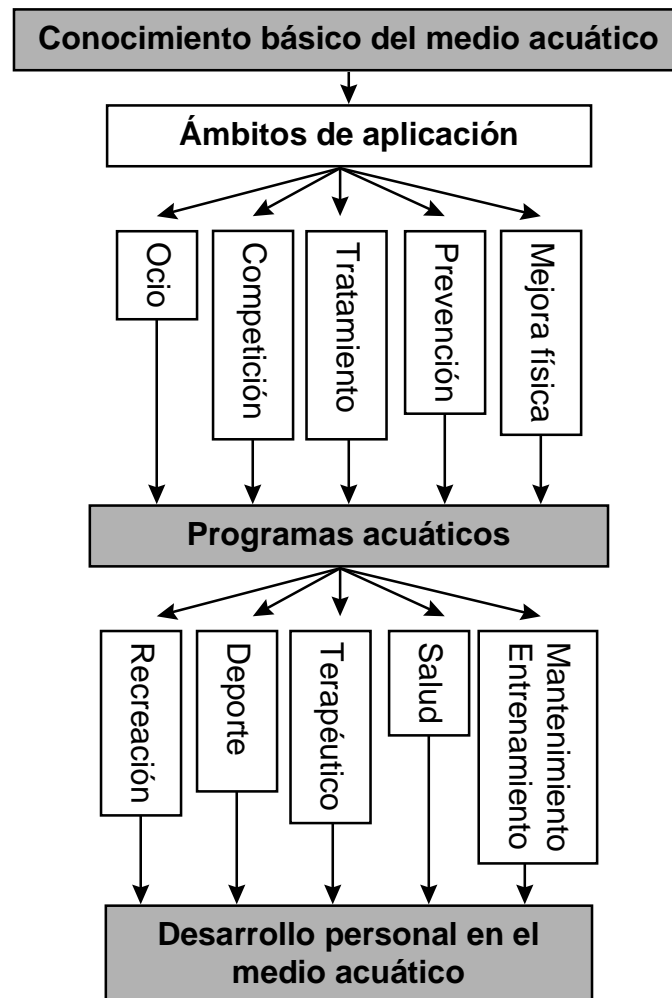 Conocimiento básico del medio acuático
Ámbitos de aplicación
Ocio
Competición
Tratamiento
Prevención
Mejora física
Programas acuáticos
Recreación
Deporte
Terapéutico
Salud
Mantenimiento
Entrenamiento
Desarrollo personal en el
medio acuático